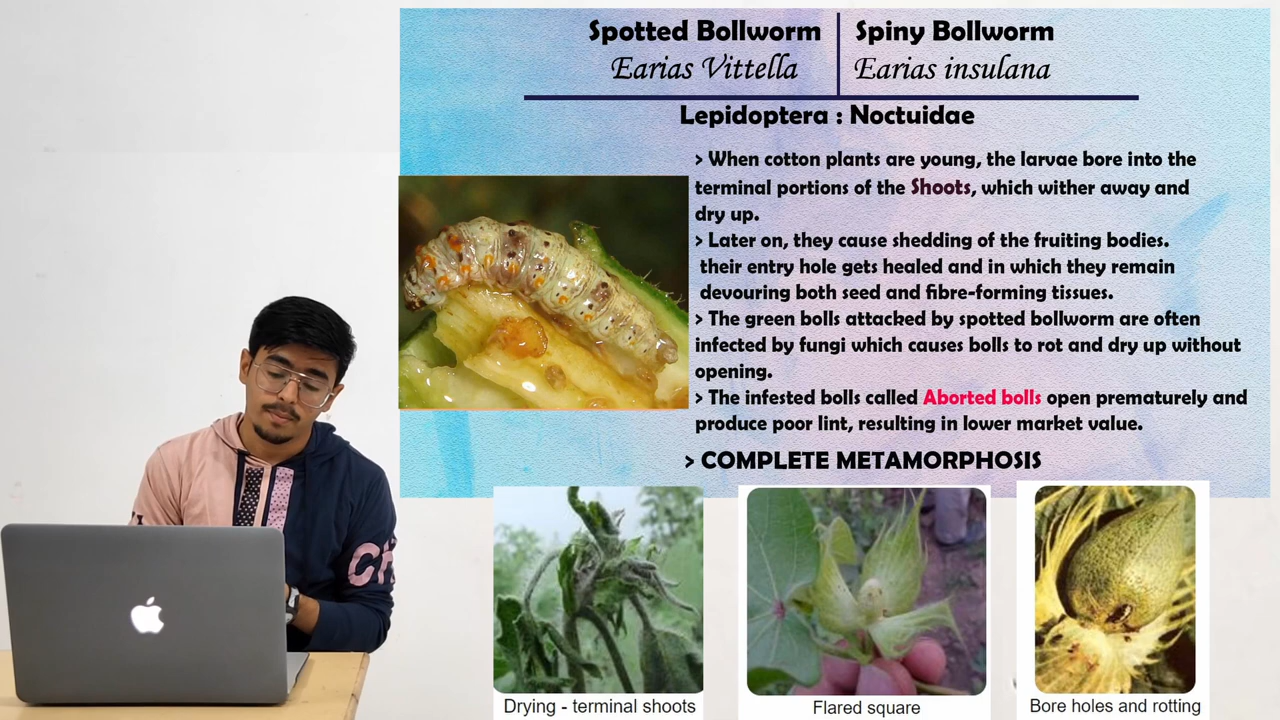 Spotted Bollworm
Spiny Bollworm
Earias Vittella
Earias insulana
Lepidoptera : Noctuidae
> When cotton plants are young, the larvae bore into the
terminal portions of the Shoots, which wither away and
dry up.
> Later on, they cause shedding of the fruiting bodies.
their entry hole gets healed and in which they remain
devouring both seed and fibre-forming tissues.
> The green bolls attacked by spotted bollworm are often
infected by fungi which causes bolls to rot and dry up without
opening.
> The infested bolls called Aborted bolls open prematurely and
produce poor lint, resulting in lower market value.
> COMPLETE METAMORPHOSIS
Drying - terminal shoots
Flared square
Bore holes and rotting